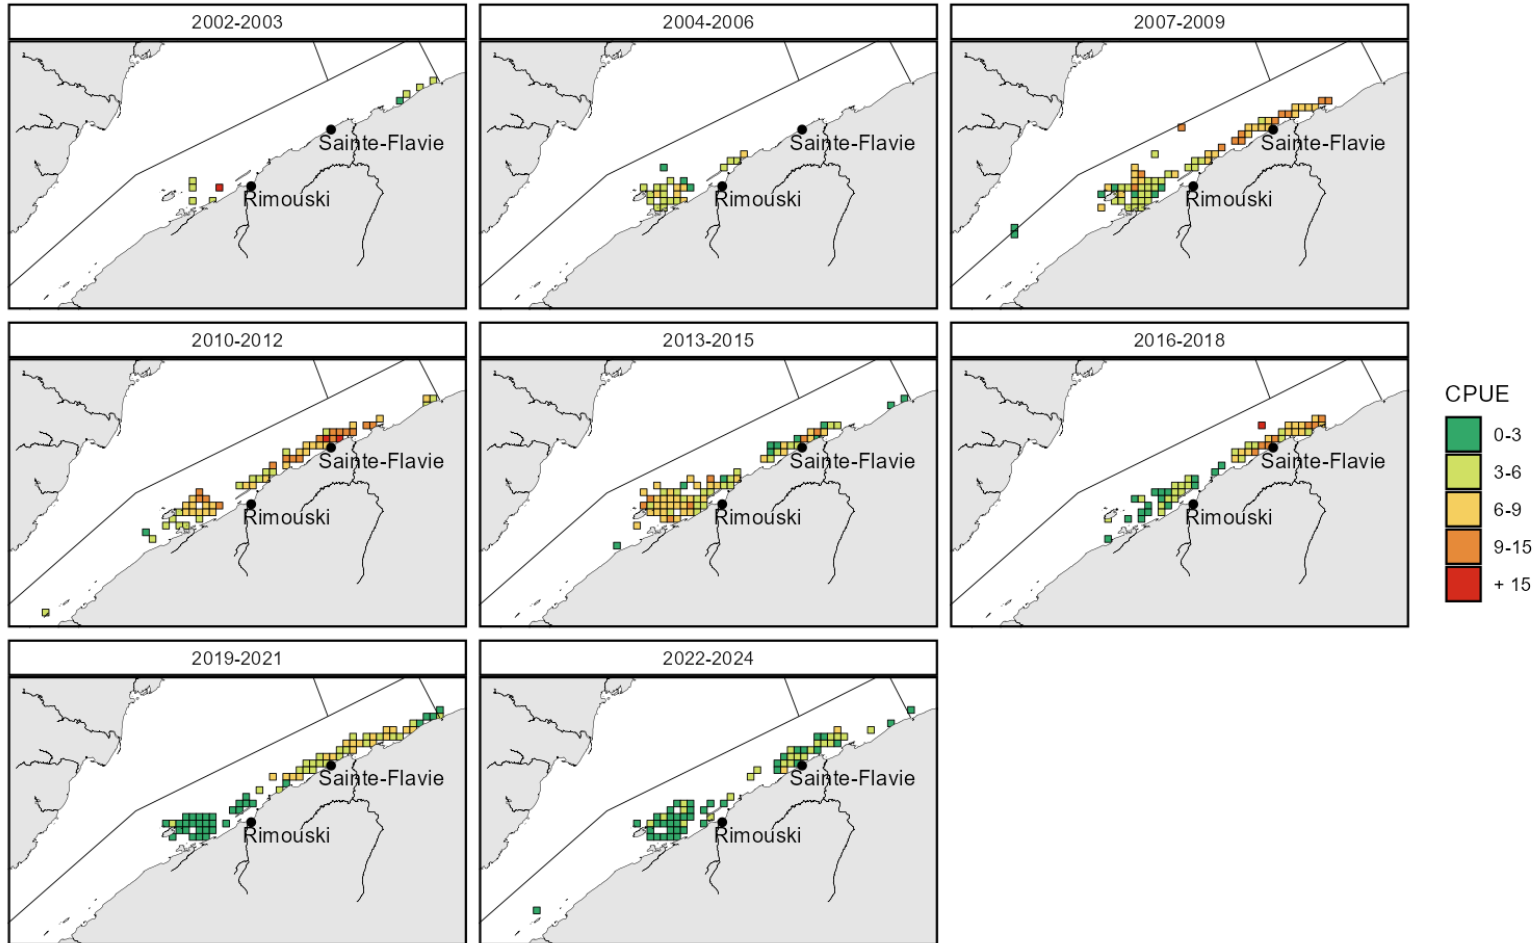 2002-2003
2004-2006
2007-2009
Sainte-Flavie
Rimouski
Sainte-Flavie
Rimouski
Sainte-Flavie
Rimouski
2010-2012
2013-2015
2016-2018
Sainte-Flavie
Rimouski
Sainte-Flavie
Rimouski
Sainte-Flavie
Rimouski
CPUE
0-3
3-6
6-9
9-15
+ 15
2019-2021
2022-2024
Sainte-Flavie
Rimouski
Sainte-Flavie
Rimouski